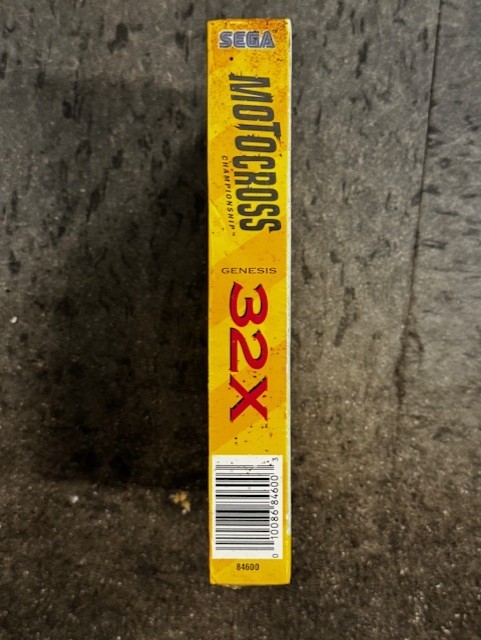 SEGA
MOTOCROSS
CHAMPIONSHIP™
GENESIS
32X
0 10086 84600 3
84600